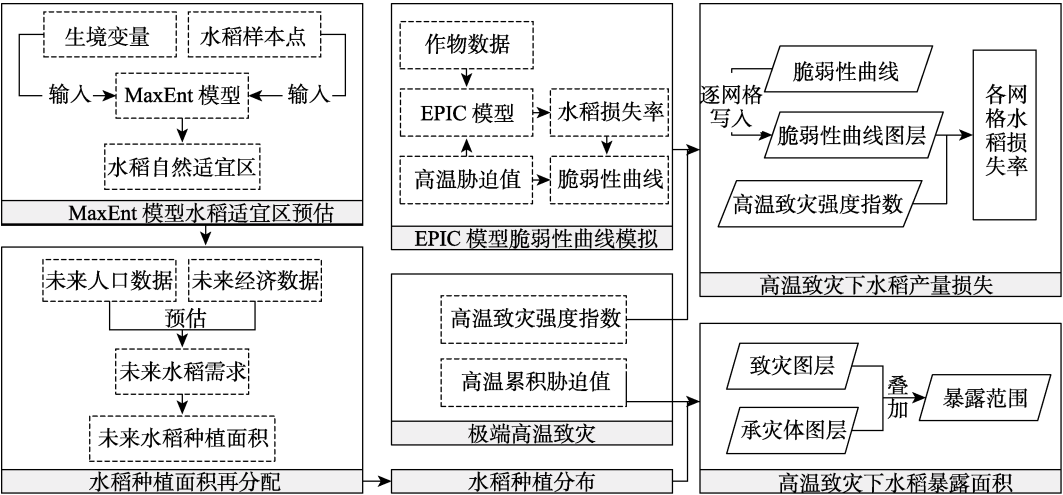 生境变量
水稻样本点
输入
MaxEnt 模型
输入
水稻自然适宜区
MaxEnt 模型水稻适宜区预估
未来人口数据
未来经济数据
预估
未来水稻需求
未来水稻种植面积
水稻种植面积再分配
作物数据
EPIC 模型
水稻损失率
高温胁迫值
脆弱性曲线
EPIC 模型脆弱性曲线模拟
高温致灾强度指数
高温累积胁迫值
极端高温致灾
水稻种植分布
脆弱性曲线
逐网格
写入
脆弱性曲线图层
高温致灾强度指数
各网格水稻损失率
高温致灾下水稻产量损失
致灾图层
承灾体图层
叠加
暴露范围
高温致灾下水稻暴露面积